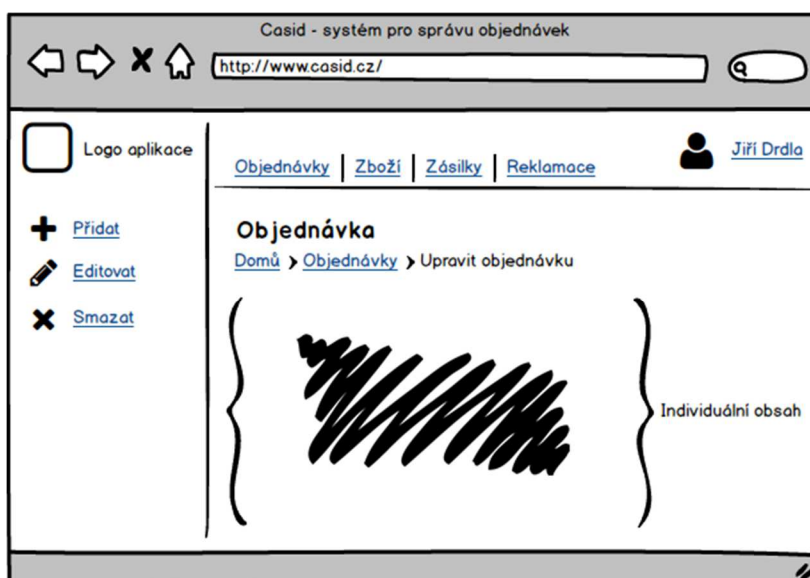 Casid - systém pro správu objednávek
http://www.casid.cz/
Logo aplikace
Jiří Drdla
Objednávky | Zboží | Zásilky | Reklamace
Přidat
Editovat
Smazat
Objednávka
Domů ❯ Objednávky ❯ Upravit objednávku
Individuální obsah